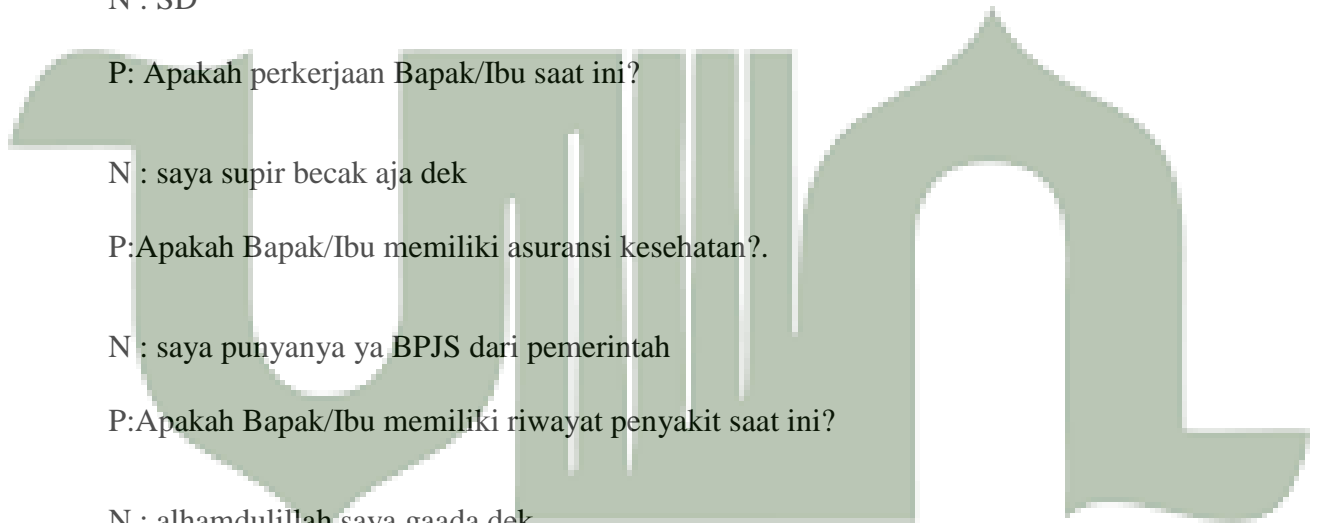 N : SD
P: Apakah perkerjaan Bapak/Ibu saat ini?
N : saya supir becak aja dek
P:Apakah Bapak/Ibu memiliki asuransi kesehatan?.
N : saya punyanya ya BPJS dari pemerintah
P:Apakah Bapak/Ibu memiliki riwayat penyakit saat ini?
N : alhamdulillah saya gaada dek